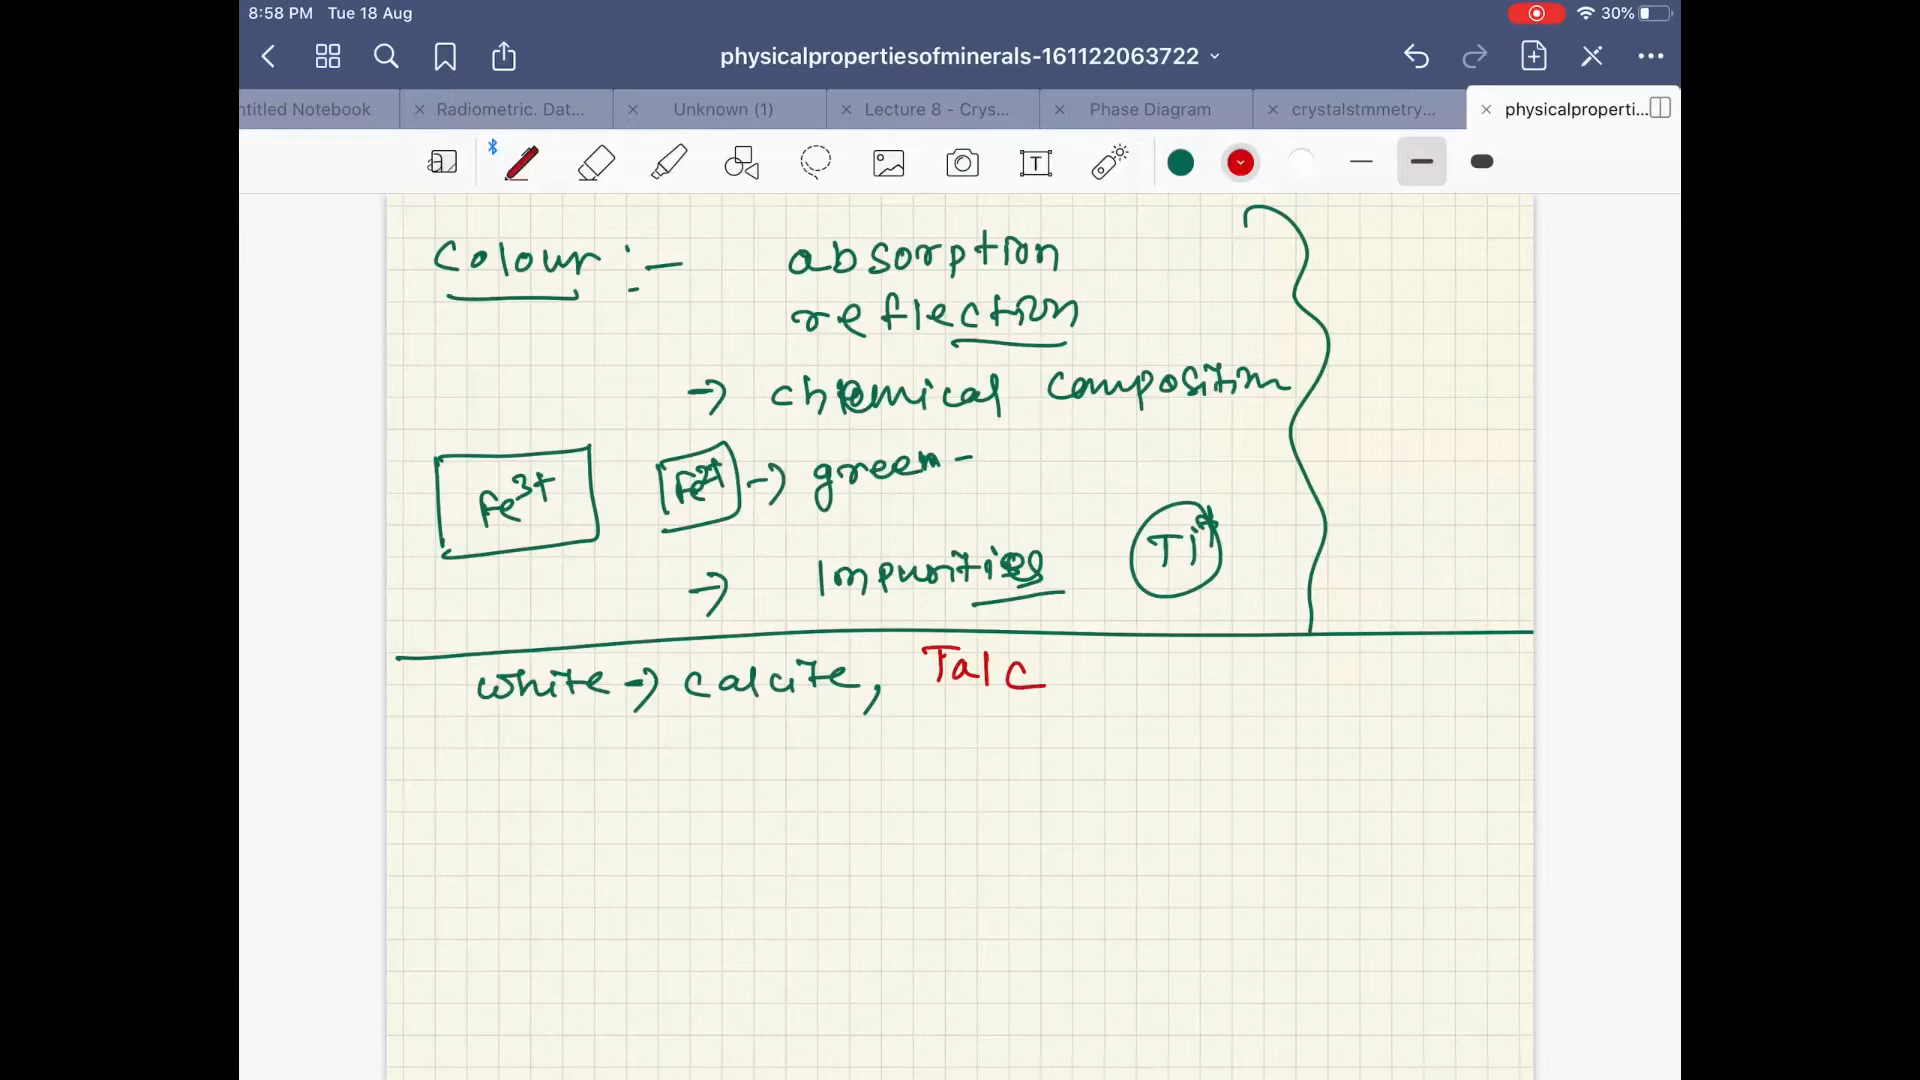 8:58 PM Tue 18 Aug 30%
physicalpropertiesofminerals-161122063722
ntitled Notebook Radiometric. Dat... Unknown (1) Lecture 8 - Crys... Phase Diagram crystalstmmetry... physicalproperti...
T
Colour :- absorption
reflection
→ chemical composition
Fe3+ Fe2+ → green -
→ Impurities Ti
white → calcite, Talc